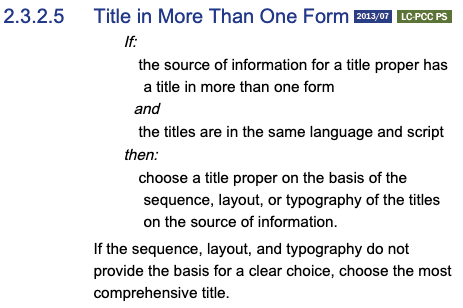 2.3.2.5 Title in More Than One Form 2013/07 LC-PCC PS
If:
the source of information for a title proper has
a title in more than one form
and
the titles are in the same language and script
then:
choose a title proper on the basis of the
sequence, layout, or typography of the titles
on the source of information.
If the sequence, layout, and typography do not
provide the basis for a clear choice, choose the most
comprehensive title.